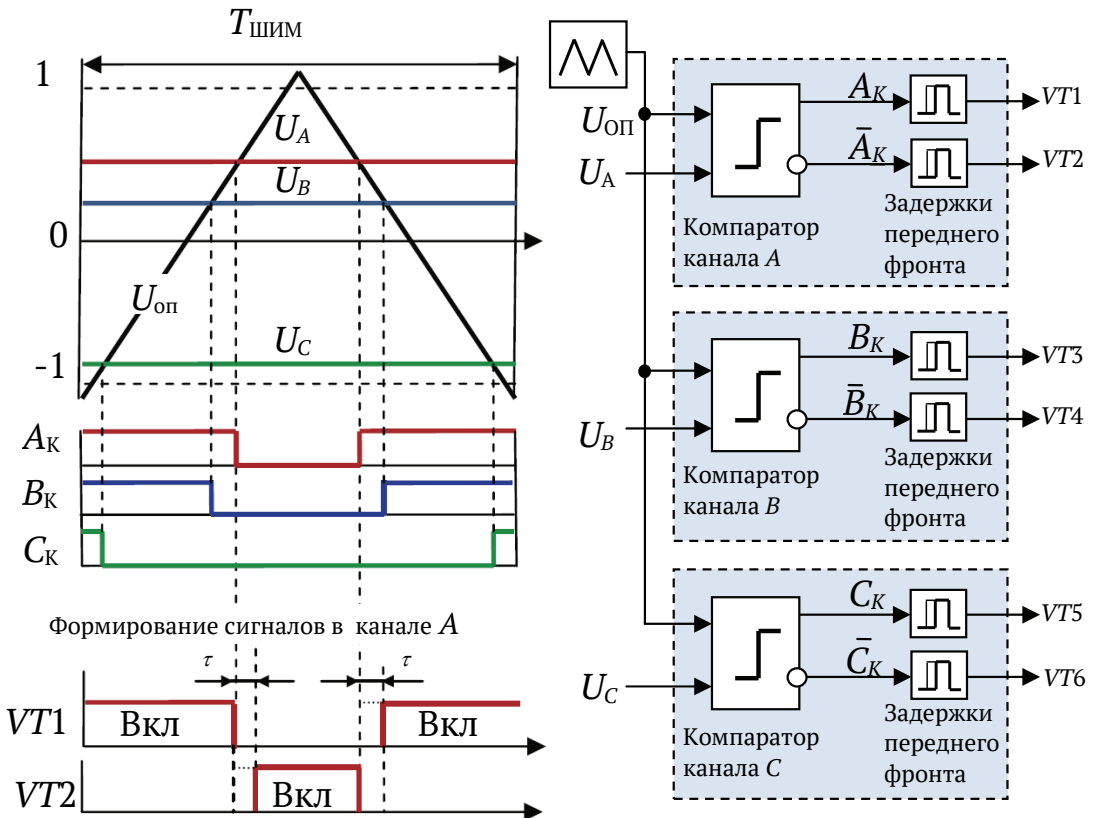 TШИМ
1
UA
UB
0
Uоп
UC
-1
AК
BК
CК
Формирование сигналов в канале A
τ
τ
VT1
Вкл
Вкл
VT2
Вкл
UОП
UА
AK
ĀK
VT1
VT2
Компаратор
канала A
Задержки
переднего
фронта
UB
BK
B̄K
VT3
VT4
Компаратор
канала B
Задержки
переднего
фронта
UC
CK
C̄K
VT5
VT6
Компаратор
канала C
Задержки
переднего
фронта